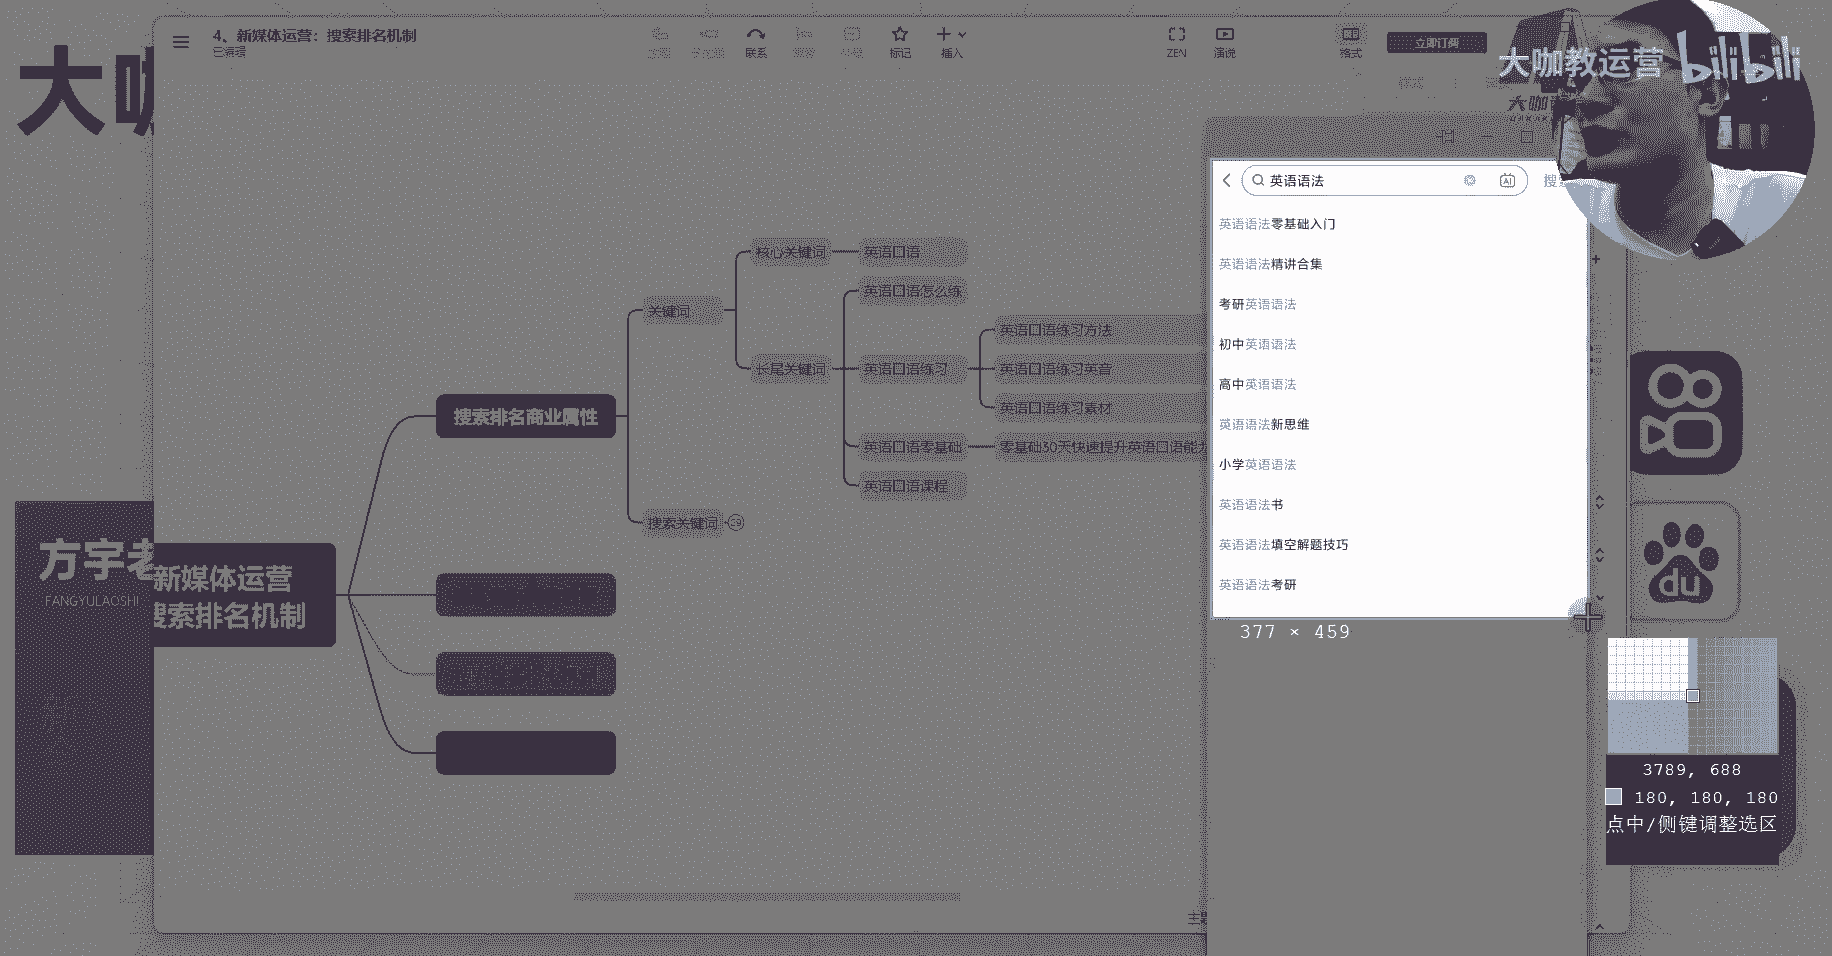 大咖
4、新媒体运营：搜索排名机制
已编辑
联系
标记
插入
ZEN
演说
格式
立即订阅
大咖教运营 bilibili
大咖
英语语法
AI
搜
英语语法零基础入门
英语语法精讲合集
考研英语语法
初中英语语法
高中英语语法
英语语法新思维
小学英语语法
英语语法书
英语语法填空解题技巧
英语语法考研
377 × 459
核心关键词
英语口语
英语口语怎么练
关键词
英语口语练习方法
长尾关键词
英语口语练习
英语口语练习英音
英语口语练习素材
搜索排名商业属性
英语口语零基础
零基础30天快速提升英语口语能力
英语口语课程
搜索关键词
29
方宇老
FANGYULAOSHI
新媒体运营
搜索排名机制
du
3789, 688
180, 180, 180
点中/侧键调整选区
主题